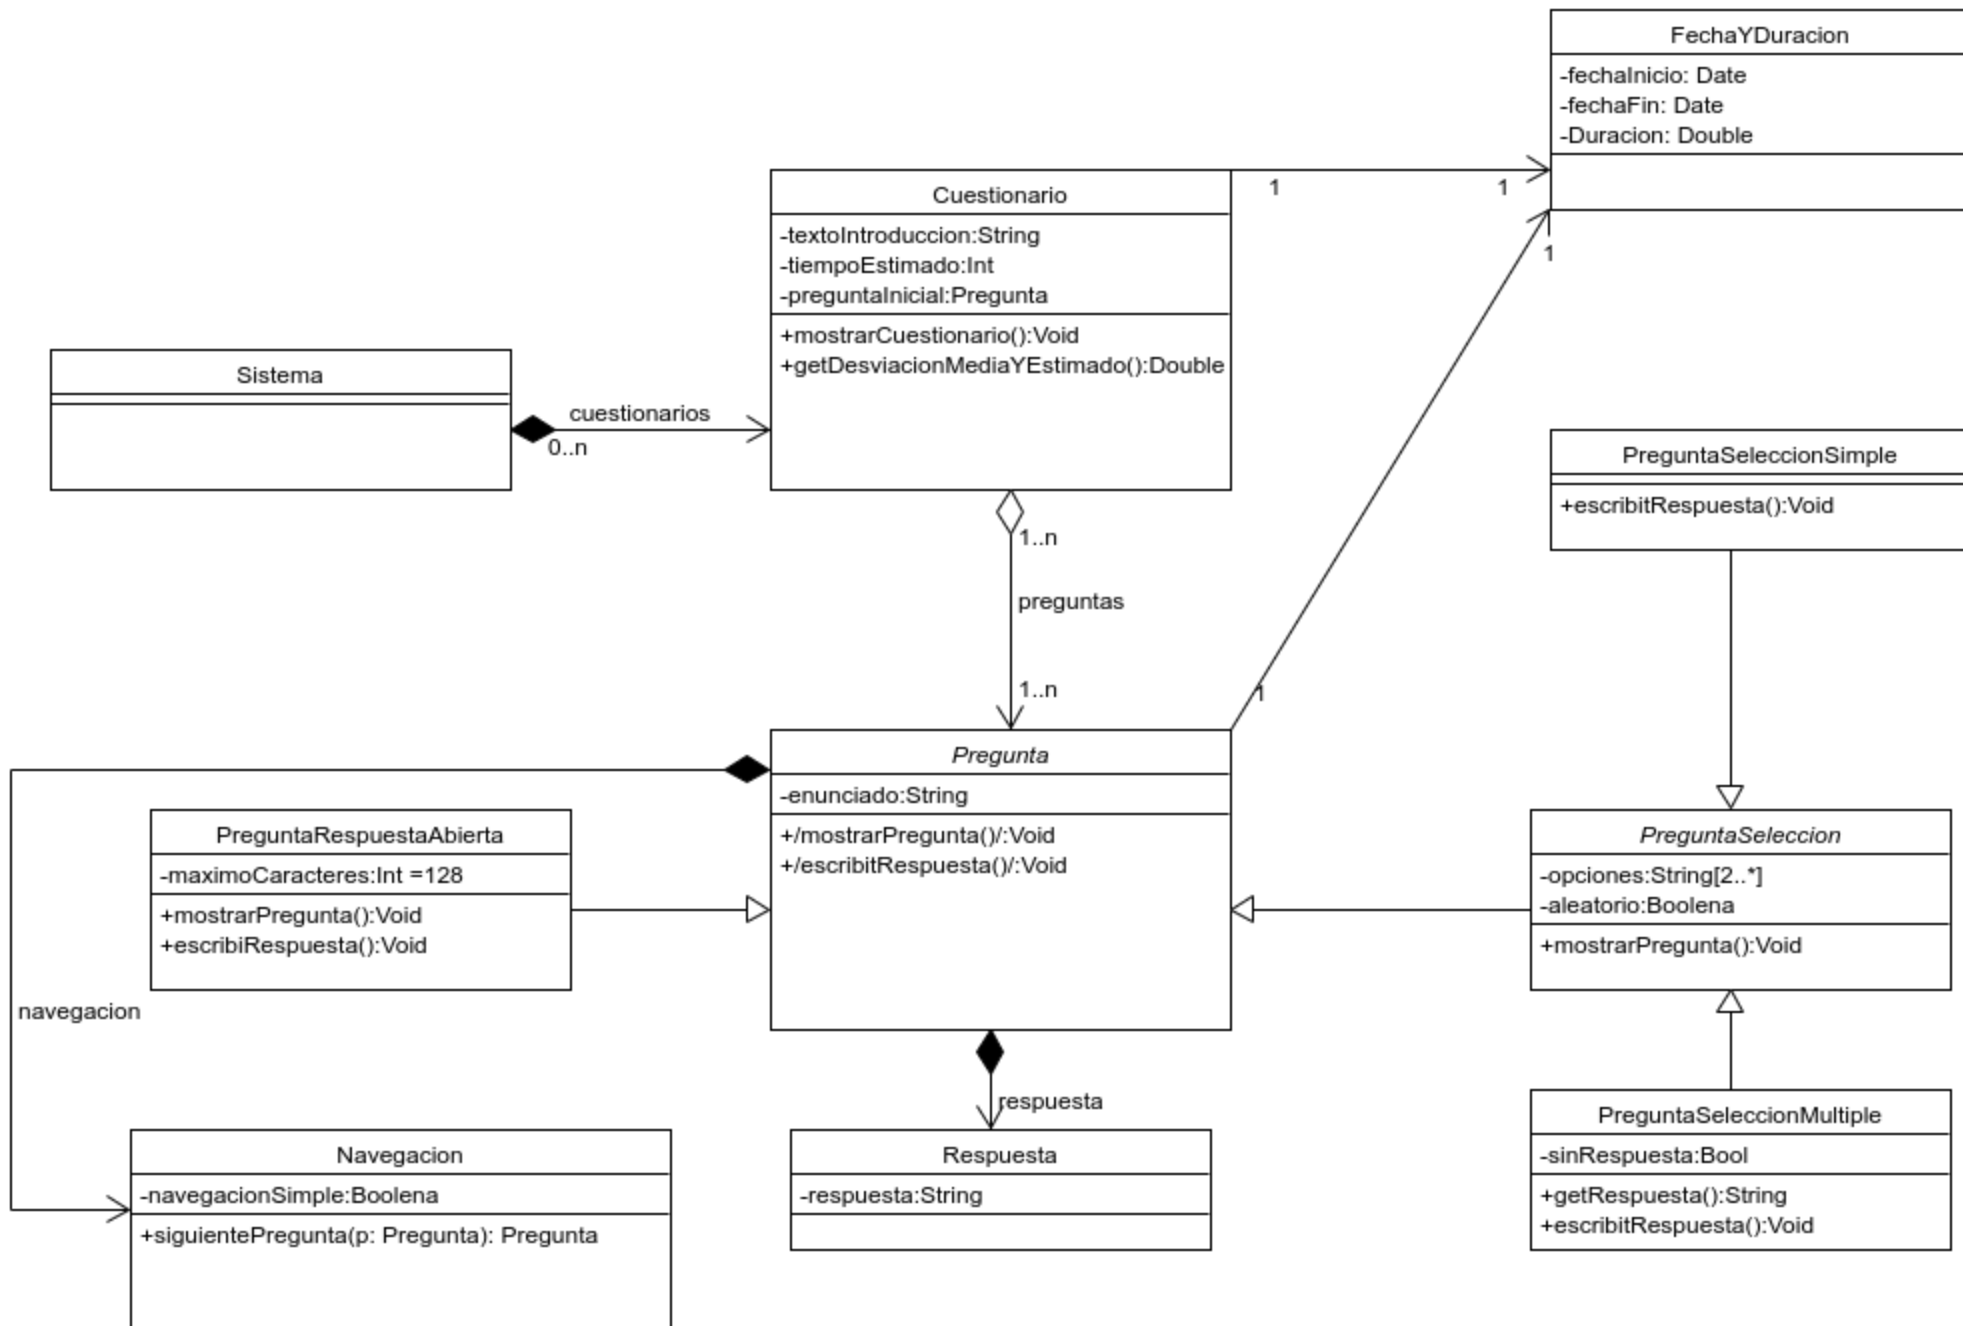 FechaYDuracion
-fechaInicio: Date
-fechaFin: Date
-Duracion: Double
1
1
1
Cuestionario
-textoIntroduccion:String
-tiempoEstimado:Int
-preguntaInicial:Pregunta
+mostrarCuestionario():Void
+getDesviacionMediaYEstimado():Double
Sistema
cuestionarios
0..n
PreguntaSeleccionSimple
+escribitRespuesta():Void
1..n
preguntas
1..n
1
Pregunta
-enunciado:String
+/mostrarPregunta()/:Void
+/escribitRespuesta()/:Void
PreguntaRespuestaAbierta
-maximoCaracteres:Int =128
+mostrarPregunta():Void
+escribiRespuesta():Void
PreguntaSeleccion
-opciones:String[2..*]
-aleatorio:Boolena
+mostrarPregunta():Void
navegacion
respuesta
Navegacion
-navegacionSimple:Boolena
+siguientePregunta(p: Pregunta): Pregunta
Respuesta
-respuesta:String
PreguntaSeleccionMultiple
-sinRespuesta:Bool
+getRespuesta():String
+escribitRespuesta():Void